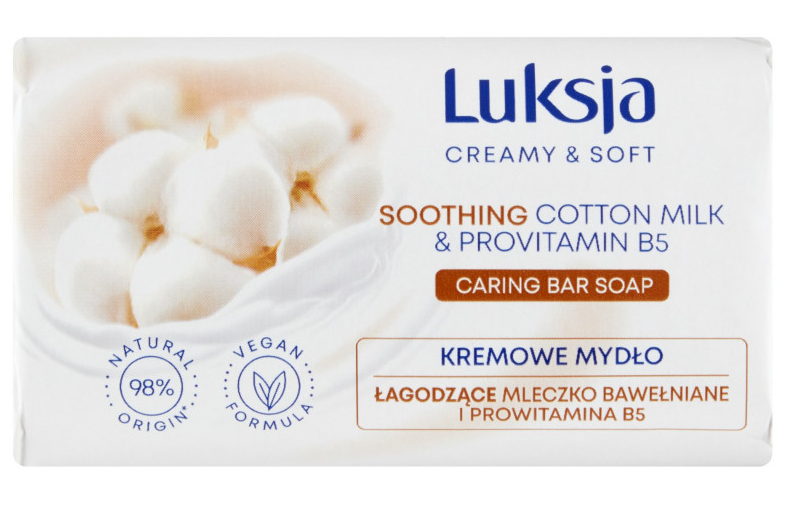 Luksja
CREAMY & SOFT
SOOTHING COTTON MILK
& PROVITAMIN B5
CARING BAR SOAP
NATURAL
98%
ORIGIN*
VEGAN
FORMULA
KREMOWE MYDŁO
ŁAGODZĄCE MLECZKO BAWEŁNIANE
I PROWITAMINA B5